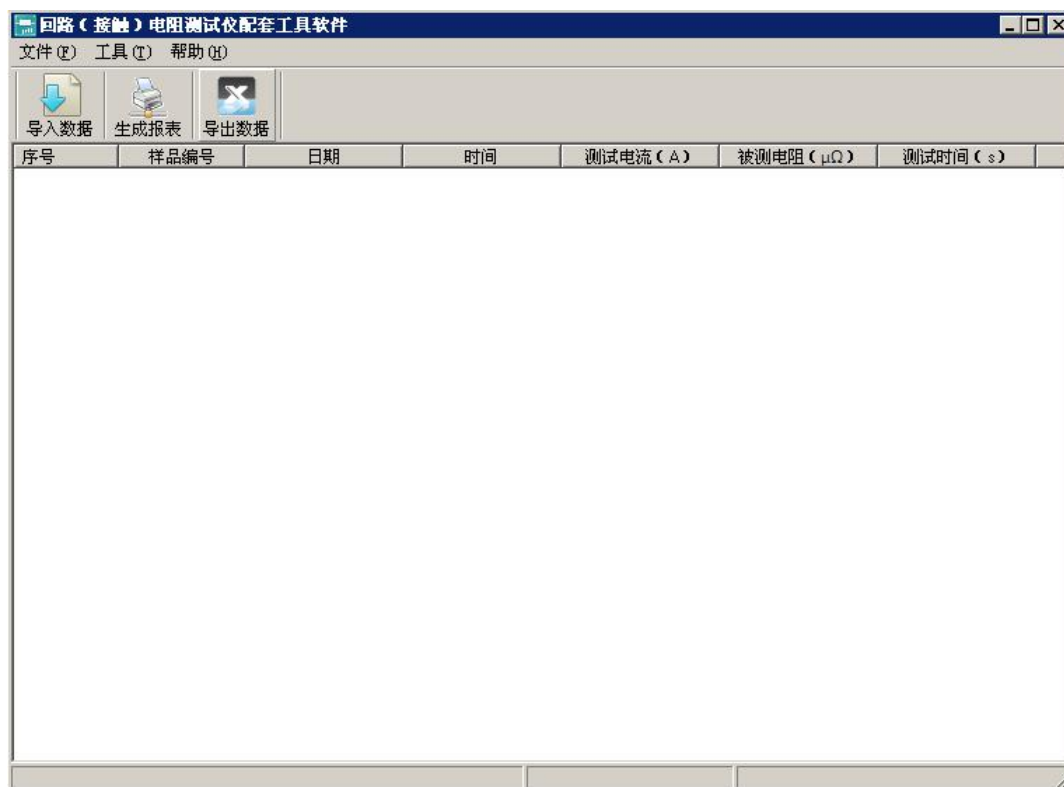 回路（接触）电阻测试仪配套工具软件
文件(F) 工具(T) 帮助(H)
导入数据 生成报表 导出数据
序号 样品编号 日期 时间 测试电流（A） 被测电阻（μΩ） 测试时间（s）